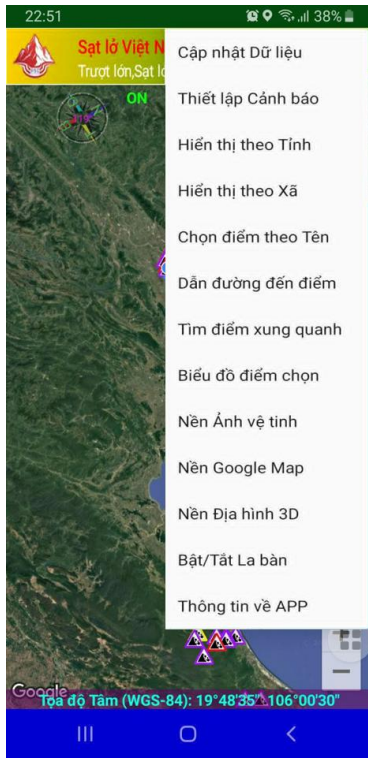 22:51
38%
Sạt lở Việt N
Trượt lớn,Sạt lở
ON
Cập nhật Dữ liệu
Thiết lập Cảnh báo
Hiển thị theo Tỉnh
Hiển thị theo Xã
Chọn điểm theo Tên
Dẫn đường đến điểm
Tìm điểm xung quanh
Biểu đồ điểm chọn
Nền Ảnh vệ tinh
Nền Google Map
Nền Địa hình 3D
Bật/Tắt La bàn
Thông tin về APP
Google
Tọa độ Tâm (WGS-84): 19°48'35" 106°00'30"